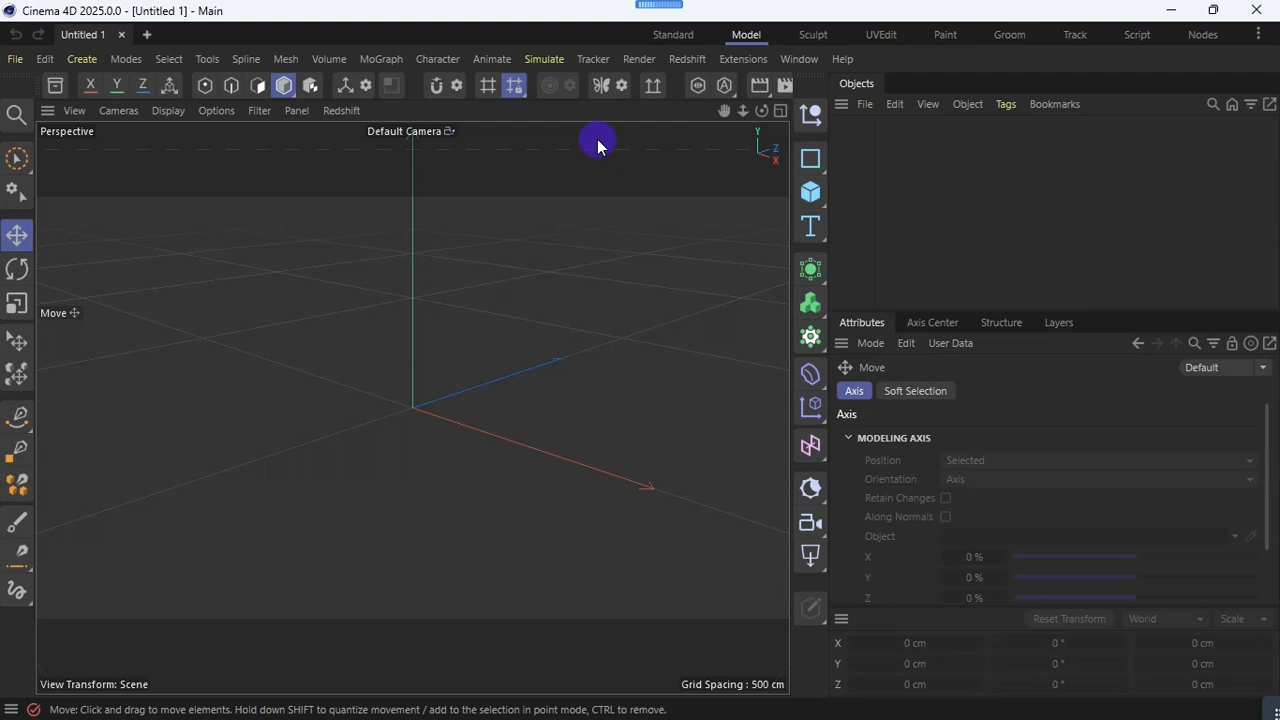 Cinema 4D 2025.0.0 - [Untitled 1] - Main
Untitled 1
Standard Model Sculpt UVEdit Paint Groom Track Script Nodes
File Edit Create Modes Select Tools Spline Mesh Volume MoGraph Character Animate Simulate Tracker Render Redshift Extensions Window Help
X Y Z
Objects
View Cameras Display Options Filter Panel Redshift
File Edit View Object Tags Bookmarks
Perspective
Default Camera
Y
Z
X
Move
Attributes Axis Center Structure Layers
Mode Edit User Data
Move
Default
Axis Soft Selection
Axis
MODELING AXIS
Position Selected
Orientation Axis
Retain Changes
Along Normals
Object
X 0 %
Y 0 %
Z 0 %
Reset Transform World Scale
X 0 cm 0 ° 0 cm
Y 0 cm 0 ° 0 cm
Z 0 cm 0 ° 0 cm
View Transform: Scene
Grid Spacing : 500 cm
Move: Click and drag to move elements. Hold down SHIFT to quantize movement / add to the selection in point mode, CTRL to remove.